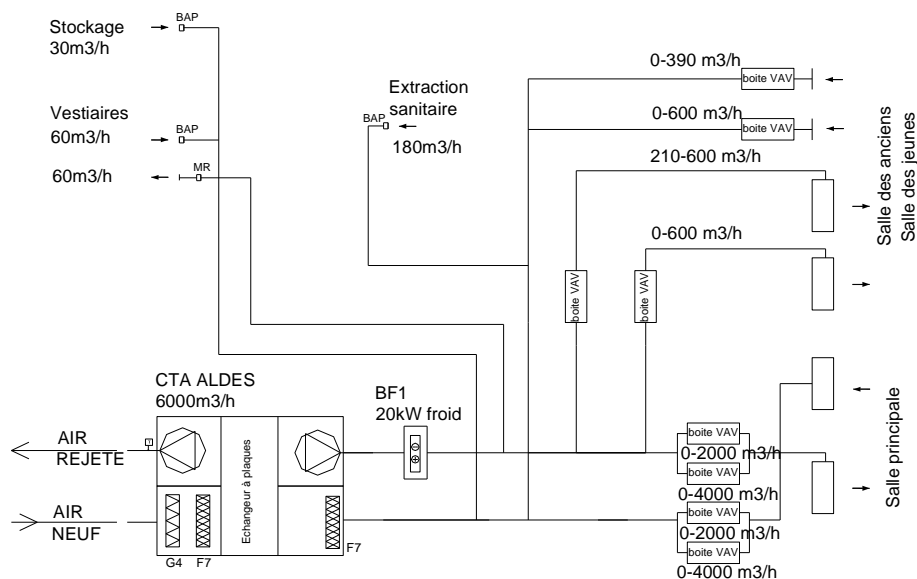 Stockage
30m3/h
BAP
Vestiaires
60m3/h
BAP
60m3/h
MR
Extraction
sanitaire
BAP
180m3/h
0-390 m3/h
boite VAV
0-600 m3/h
boite VAV
210-600 m3/h
0-600 m3/h
boite VAV
boite VAV
Salle des anciens
Salle des jeunes
CTA ALDES
6000m3/h
BF1
20kW froid
AIR
REJETE
AIR
NEUF
Echangeur à plaques
G4
F7
F7
boite VAV
0-2000 m3/h
boite VAV
0-4000 m3/h
boite VAV
0-2000 m3/h
boite VAV
0-4000 m3/h
Salle principale